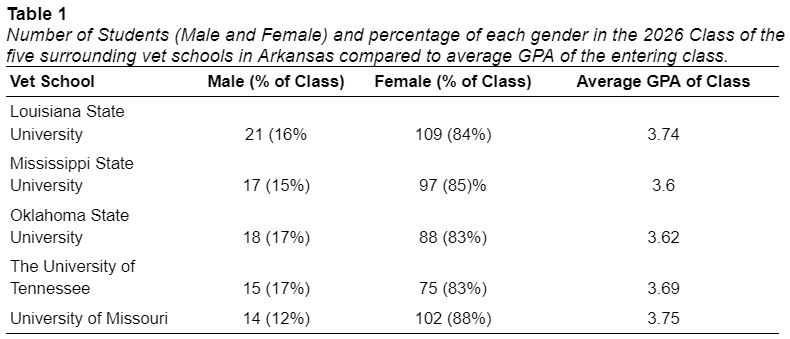 Table 1
Number of Students (Male and Female) and percentage of each gender in the 2026 Class of the
five surrounding vet schools in Arkansas compared to average GPA of the entering class.
Vet School Male (% of Class) Female (% of Class) Average GPA of Class
Louisiana State
University 21 (16% 109 (84%) 3.74
Mississippi State
University 17 (15%) 97 (85)% 3.6
Oklahoma State
University 18 (17%) 88 (83%) 3.62
The University of
Tennessee 15 (17%) 75 (83%) 3.69
University of Missouri 14 (12%) 102 (88%) 3.75